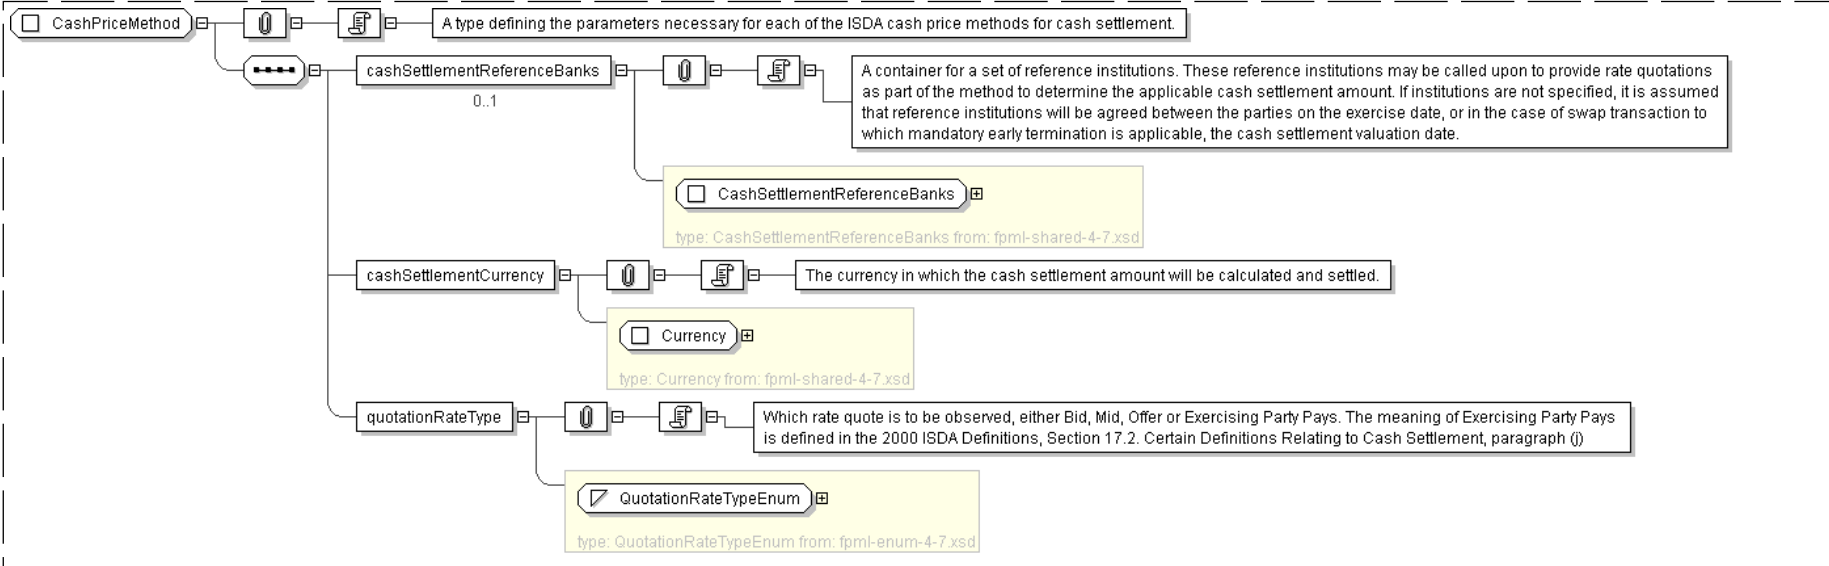 CashPriceMethod
A type defining the parameters necessary for each of the ISDA cash price methods for cash settlement.
cashSettlementReferenceBanks
0..1
A container for a set of reference institutions. These reference institutions may be called upon to provide rate quotations
as part of the method to determine the applicable cash settlement amount. If institutions are not specified, it is assumed
that reference institutions will be agreed between the parties on the exercise date, or in the case of swap transaction to
which mandatory early termination is applicable, the cash settlement valuation date.
CashSettlementReferenceBanks
type: CashSettlementReferenceBanks from: fpml-shared-4-7.xsd
cashSettlementCurrency
The currency in which the cash settlement amount will be calculated and settled.
Currency
type: Currency from: fpml-shared-4-7.xsd
quotationRateType
Which rate quote is to be observed, either Bid, Mid, Offer or Exercising Party Pays. The meaning of Exercising Party Pays
is defined in the 2000 ISDA Definitions, Section 17.2. Certain Definitions Relating to Cash Settlement, paragraph (j)
QuotationRateTypeEnum
type: QuotationRateTypeEnum from: fpml-enum-4-7.xsd